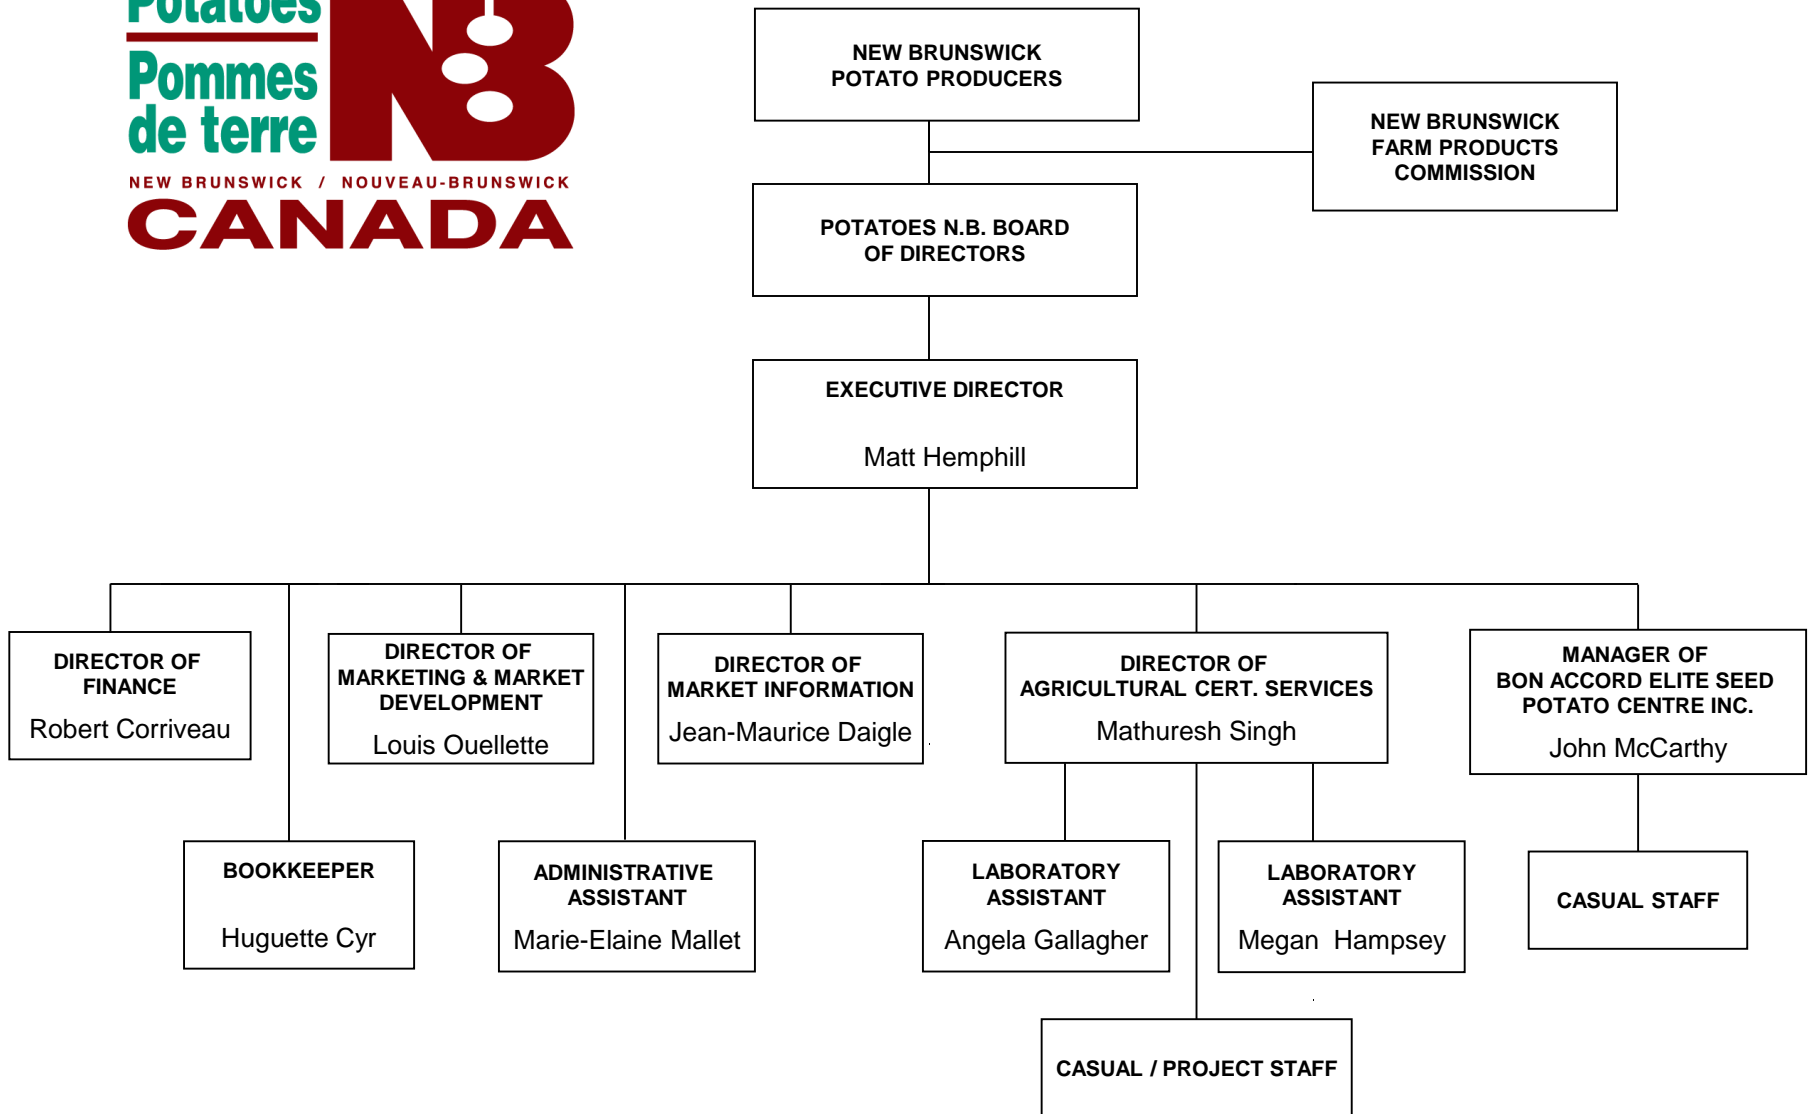 Potatoes
Pommes
de terre
NB
NEW BRUNSWICK / NOUVEAU-BRUNSWICK
CANADA
NEW BRUNSWICK
POTATO PRODUCERS
NEW BRUNSWICK
FARM PRODUCTS
COMMISSION
POTATOES N.B. BOARD
OF DIRECTORS
EXECUTIVE DIRECTOR
Matt Hemphill
DIRECTOR OF
FINANCE
Robert Corriveau
DIRECTOR OF
MARKETING & MARKET
DEVELOPMENT
Louis Ouellette
DIRECTOR OF
MARKET INFORMATION
Jean-Maurice Daigle
DIRECTOR OF
AGRICULTURAL CERT. SERVICES
Mathuresh Singh
MANAGER OF
BON ACCORD ELITE SEED
POTATO CENTRE INC.
John McCarthy
BOOKKEEPER
Huguette Cyr
ADMINISTRATIVE
ASSISTANT
Marie-Elaine Mallet
LABORATORY
ASSISTANT
Angela Gallagher
LABORATORY
ASSISTANT
Megan Hampsey
CASUAL STAFF
CASUAL / PROJECT STAFF